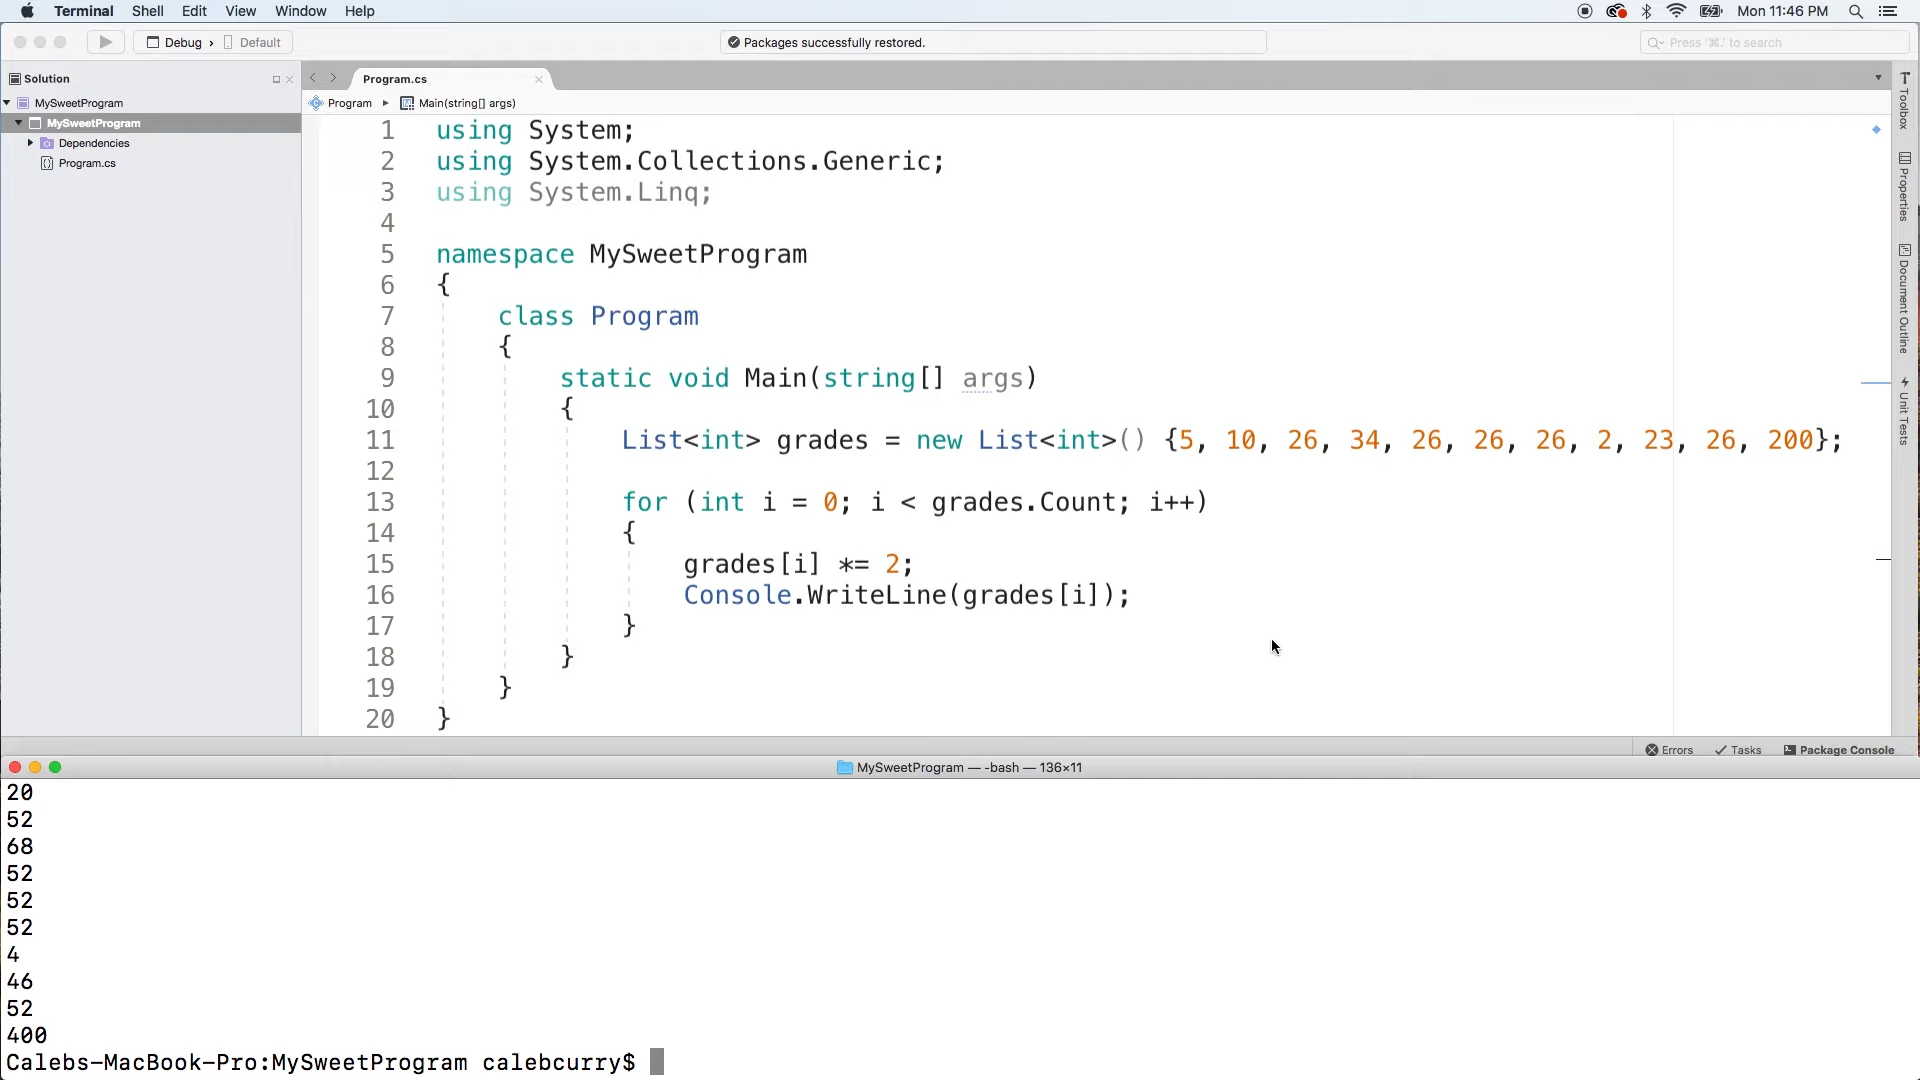 Terminal Shell Edit View Window Help Mon 11:46 PM
Debug › Default Packages successfully restored. Press '⌘.' to search
Solution Program.cs
MySweetProgram Program ▸ Main(string[] args)
MySweetProgram
Dependencies
Program.cs
1 using System;
2 using System.Collections.Generic;
3 using System.Linq;
4
5 namespace MySweetProgram
6 {
7 class Program
8 {
9 static void Main(string[] args)
10 {
11 List<int> grades = new List<int>() {5, 10, 26, 34, 26, 26, 26, 2, 23, 26, 200};
12
13 for (int i = 0; i < grades.Count; i++)
14 {
15 grades[i] *= 2;
16 Console.WriteLine(grades[i]);
17 }
18 }
19 }
20 }
Toolbox
Properties
Document Outline
Unit Tests
Errors Tasks Package Console
MySweetProgram — -bash — 136×11
20
52
68
52
52
52
4
46
52
400
Calebs-MacBook-Pro:MySweetProgram calebcurry$